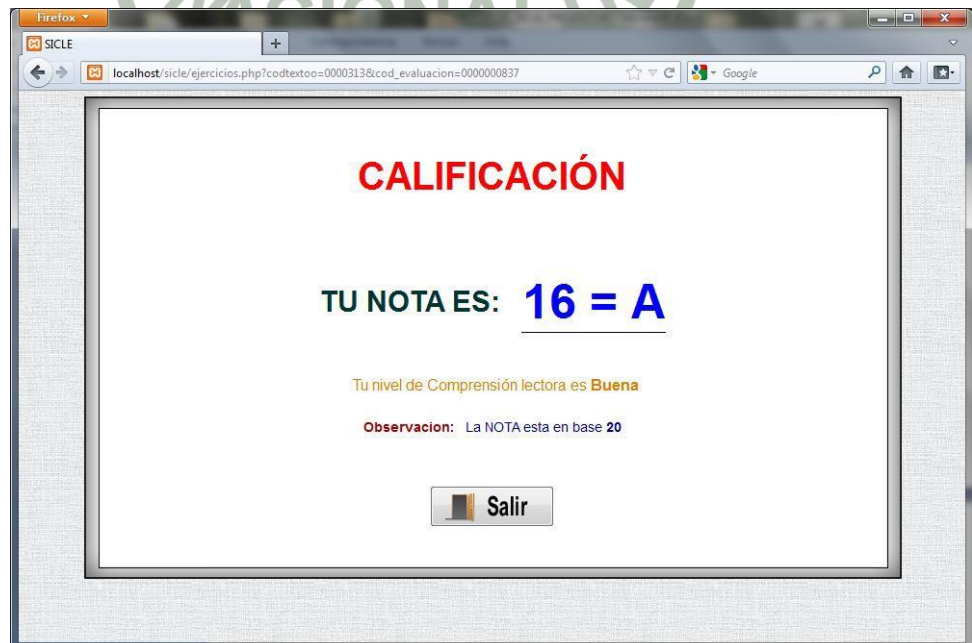 ACIONAL
Firefox
SICLE
localhost/sicle/ejercicios.php?codtextoo=0000313&cod_evaluacion=0000000837
Google
CALIFICACIÓN
TU NOTA ES: 16 = A
Tu nivel de Comprensión lectora es Buena
Observacion: La NOTA esta en base 20
Salir